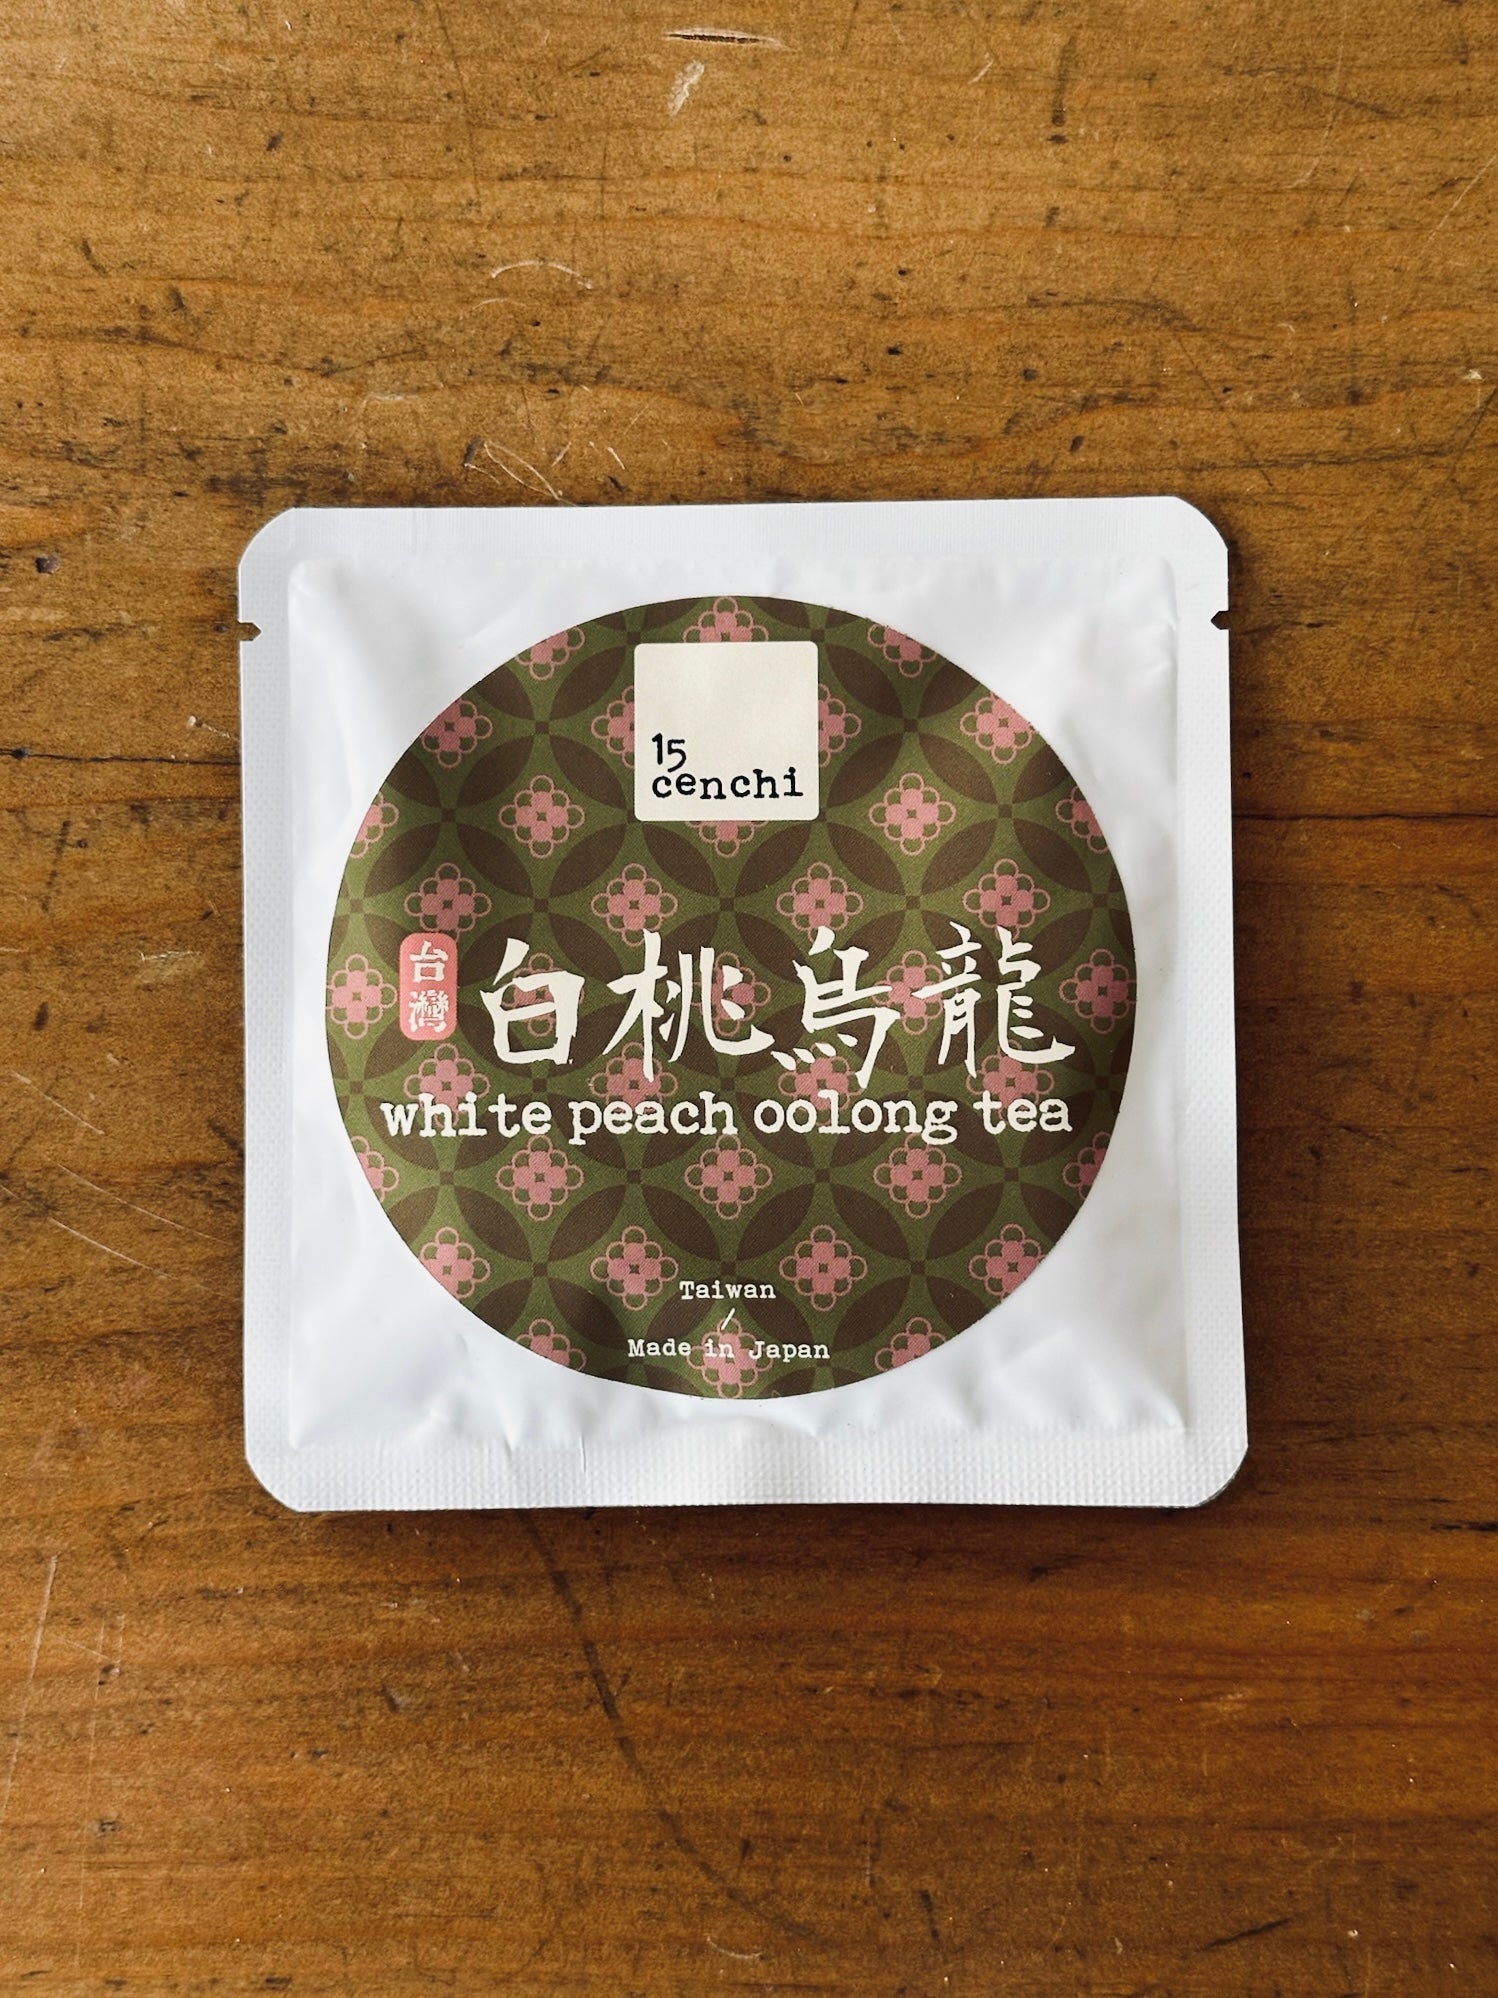 15
cenchi
台灣
白桃烏龍
white peach oolong tea
Taiwan
/
Made in Japan